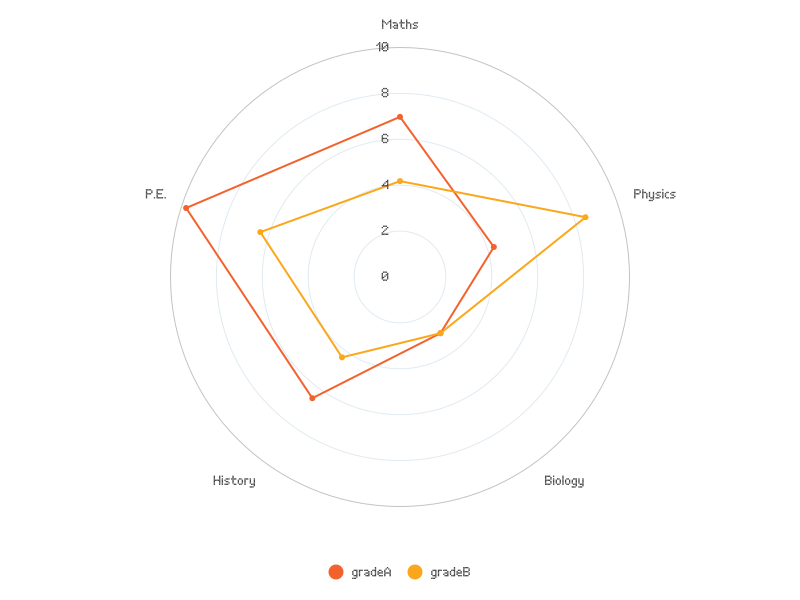 Maths
10
8
6
4
2
0
P.E.
Physics
History
Biology
gradeA
gradeB